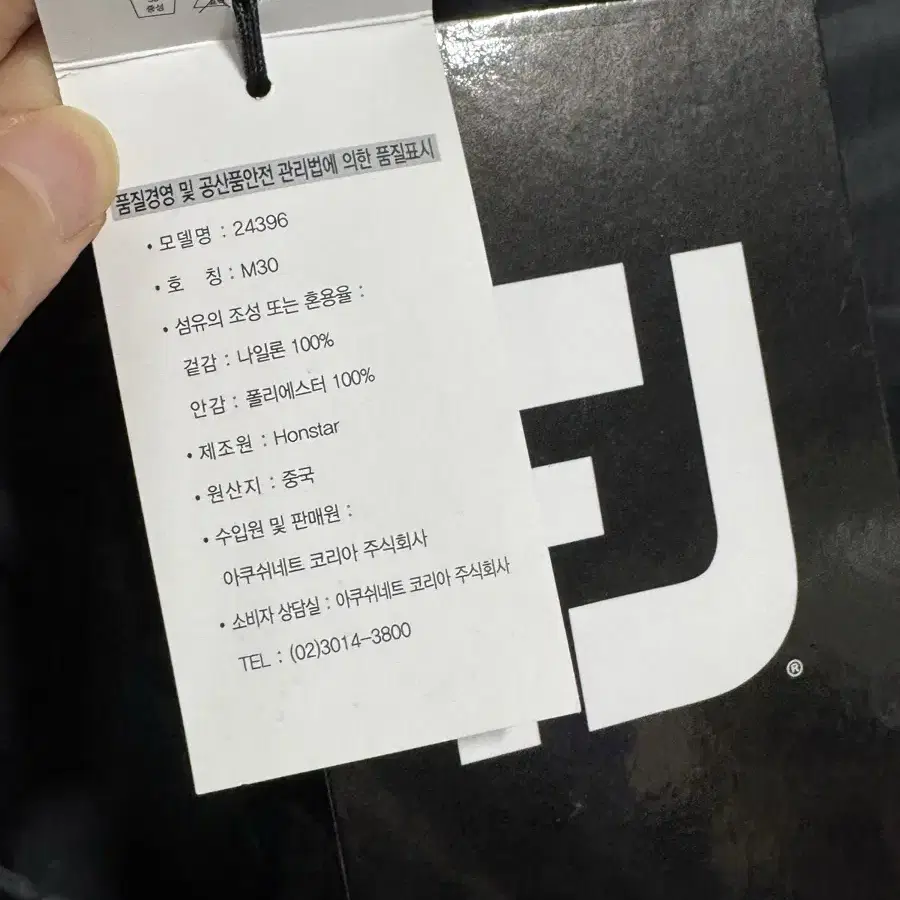 중성
품질경영 및 공산품안전 관리법에 의한 품질표시
• 모델명 : 24396
• 호 칭 : M30
• 섬유의 조성 또는 혼용율 :
겉감 : 나일론 100%
안감 : 폴리에스터 100%
• 제조원 : Honstar
• 원산지 : 중국
• 수입원 및 판매원 :
아쿠쉬네트 코리아 주식회사
• 소비자 상담실 : 아쿠쉬네트 코리아 주식회사
TEL : (02)3014-3800
FJ
®